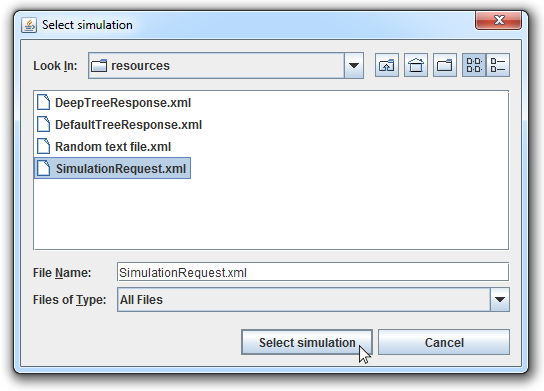 Select simulation
Look In: resources
DeepTreeResponse.xml
DefaultTreeResponse.xml
Random text file.xml
SimulationRequest.xml
File Name: SimulationRequest.xml
Files of Type: All Files
Select simulation Cancel